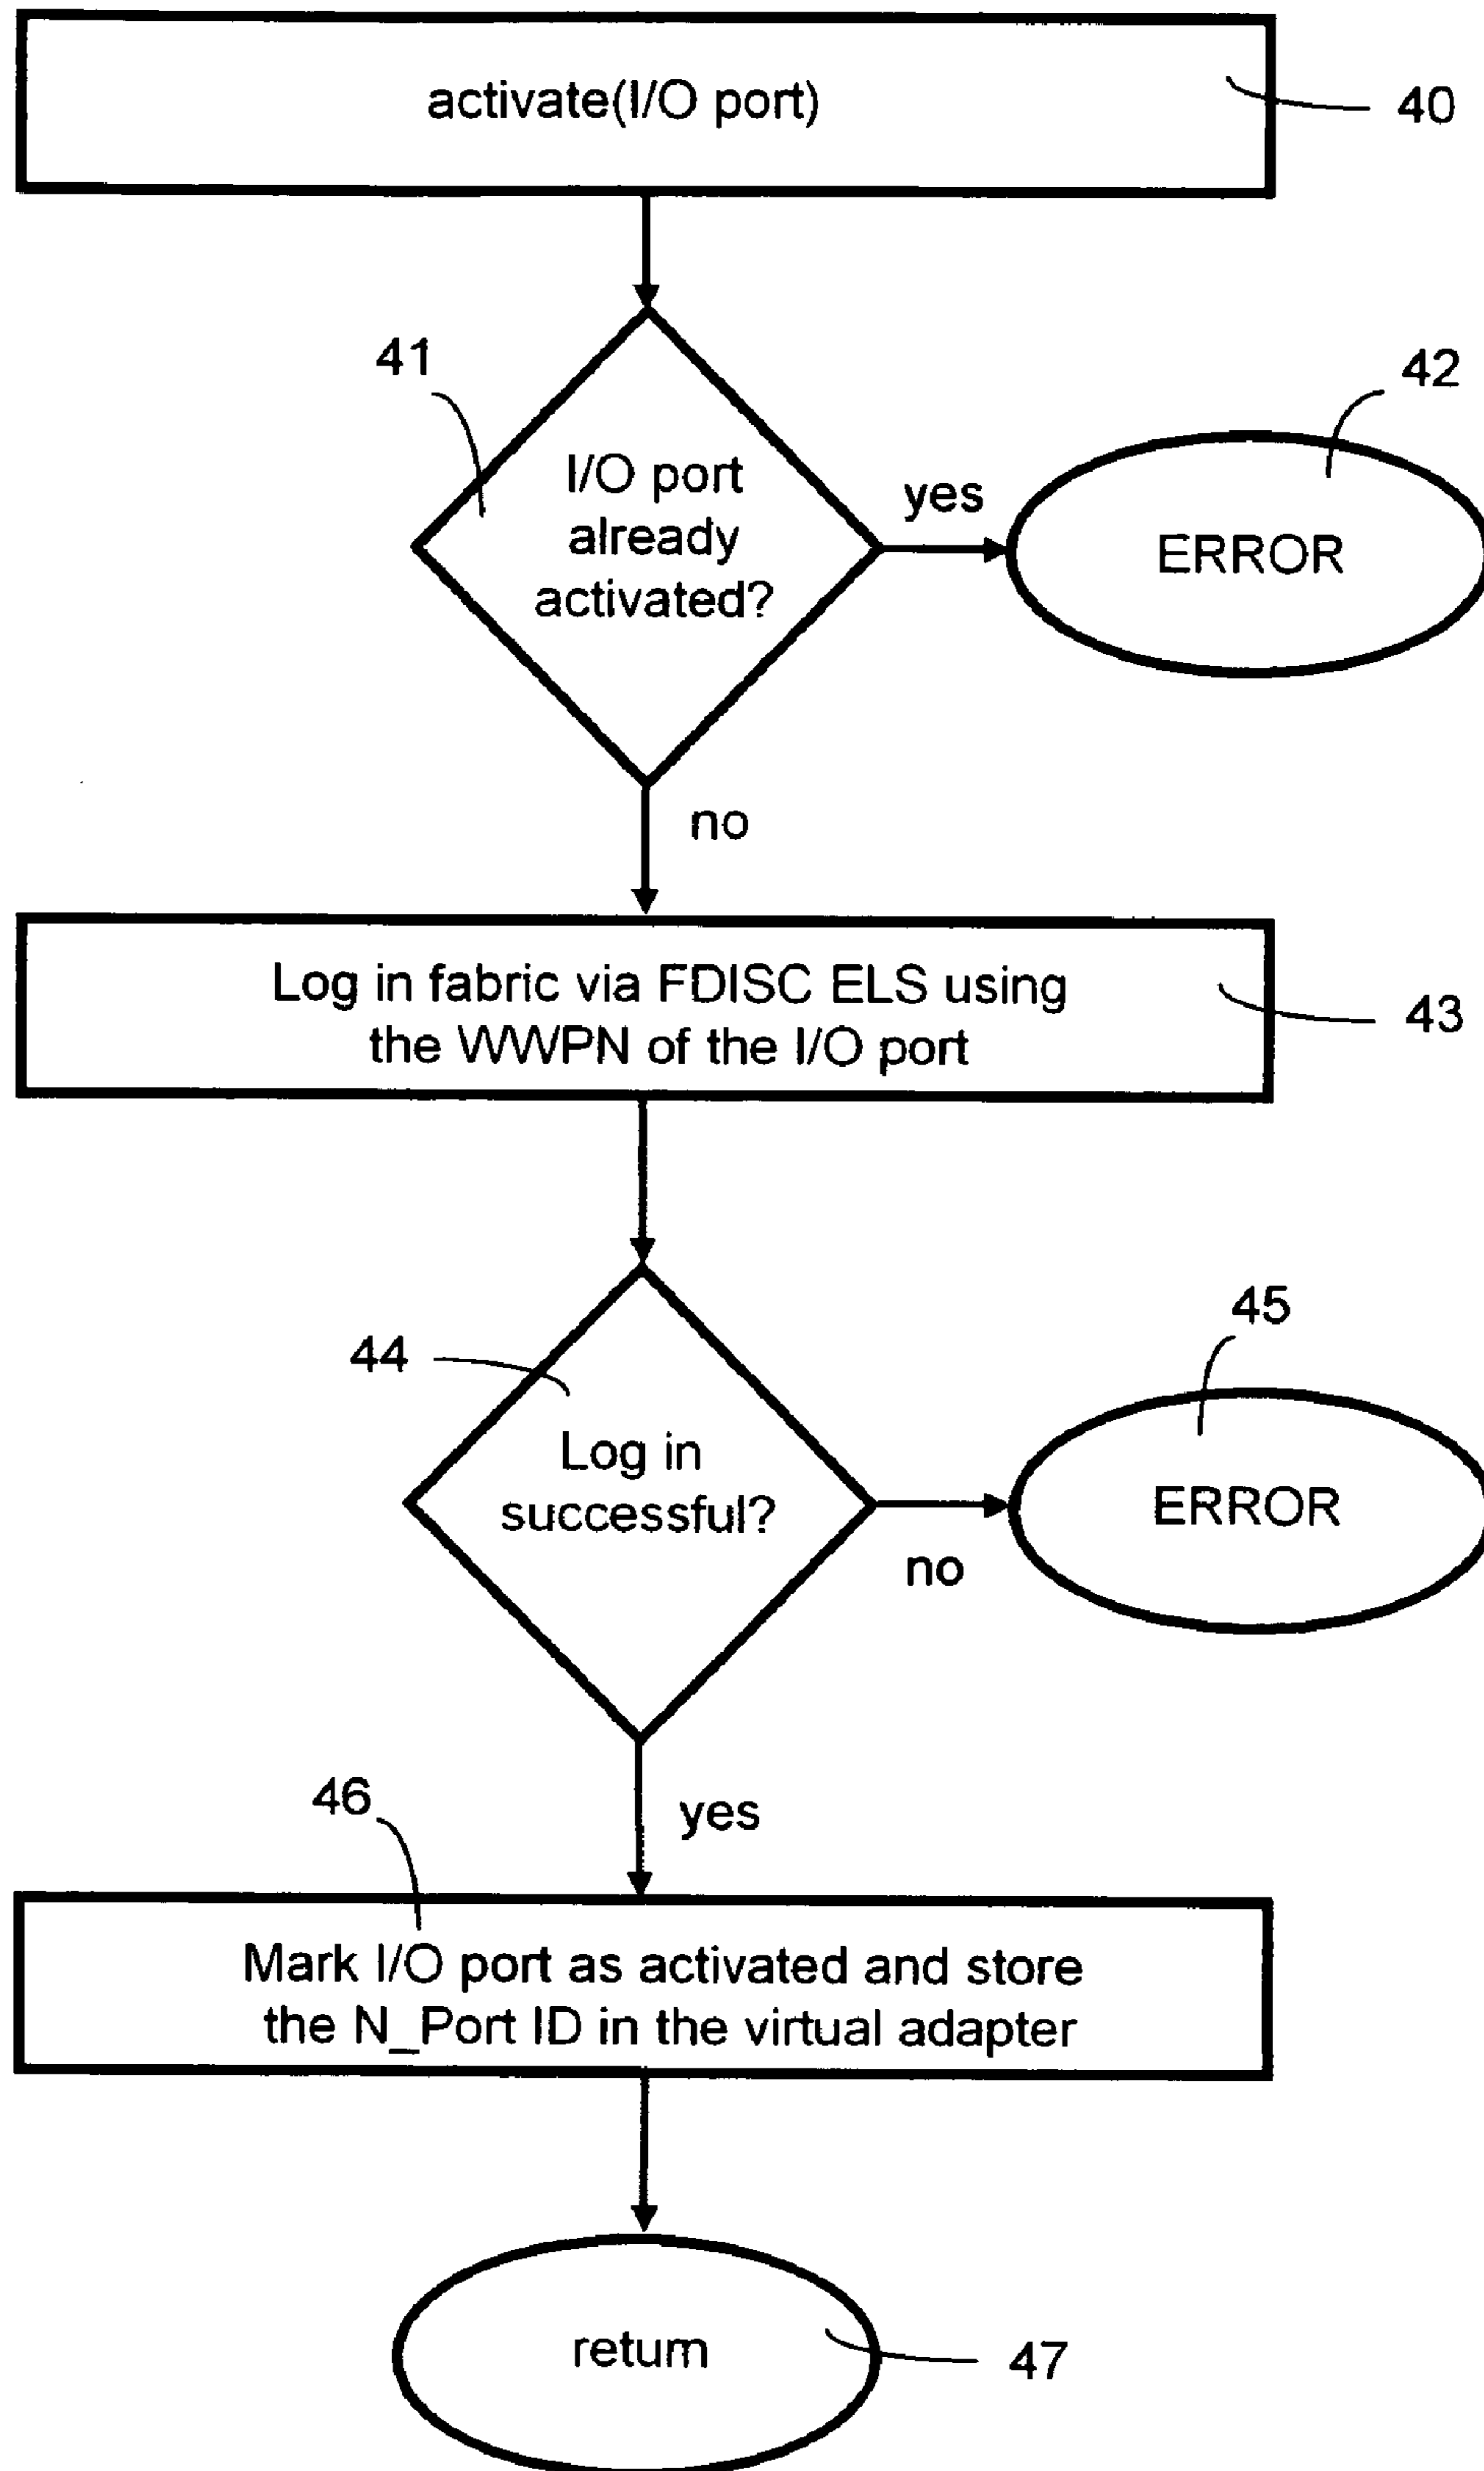 activate(I/O port)
40
41
I/O port
already
activated?
yes
42
ERROR
no
Log in fabric via FDISC ELS using
the WWPN of the I/O port
43
44
Log in
successful?
no
45
ERROR
yes
46
Mark I/O port as activated and store
the N_Port ID in the virtual adapter
return
47